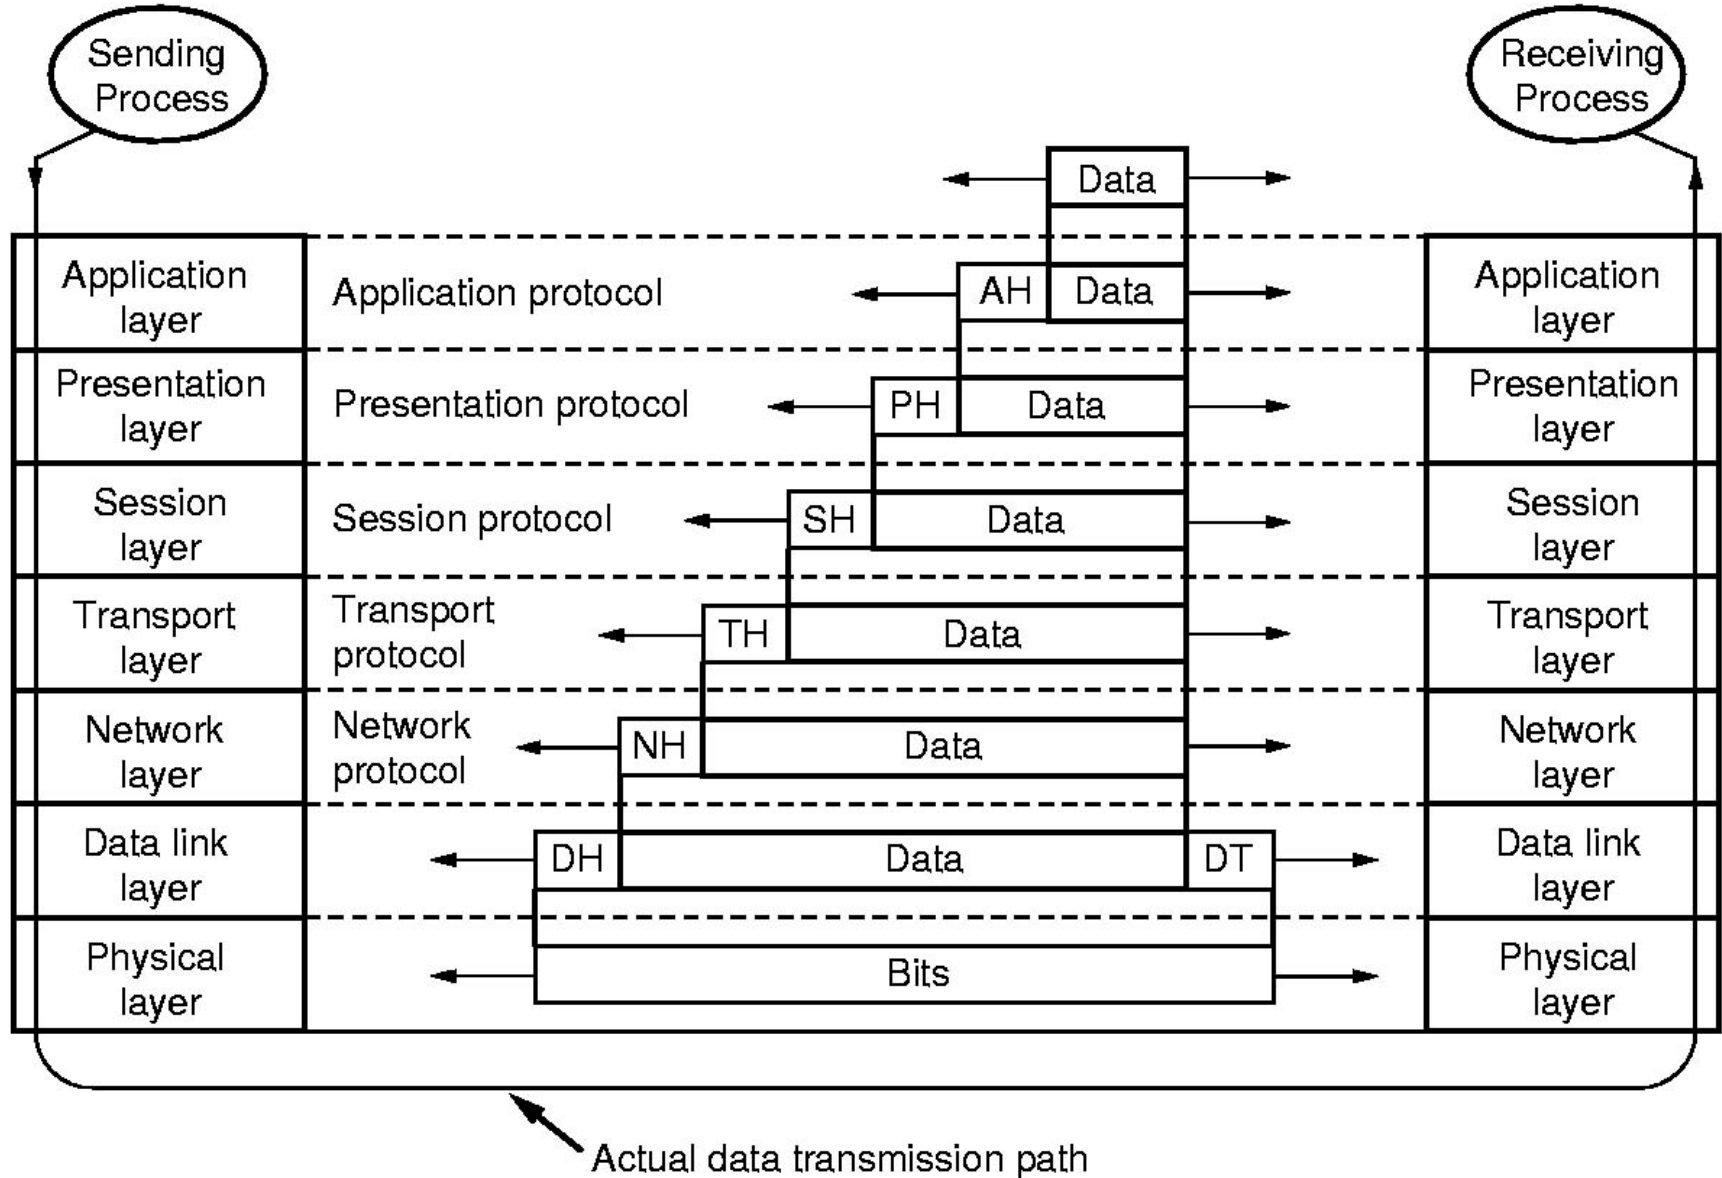 Sending
Process
Receiving
Process
Data
Application
layer
Application protocol
AH
Data
Application
layer
Presentation
layer
Presentation protocol
PH
Data
Presentation
layer
Session
layer
Session protocol
SH
Data
Session
layer
Transport
layer
Transport
protocol
TH
Data
Transport
layer
Network
layer
Network
protocol
NH
Data
Network
layer
Data link
layer
DH
Data
DT
Data link
layer
Physical
layer
Bits
Physical
layer
Actual data transmission path